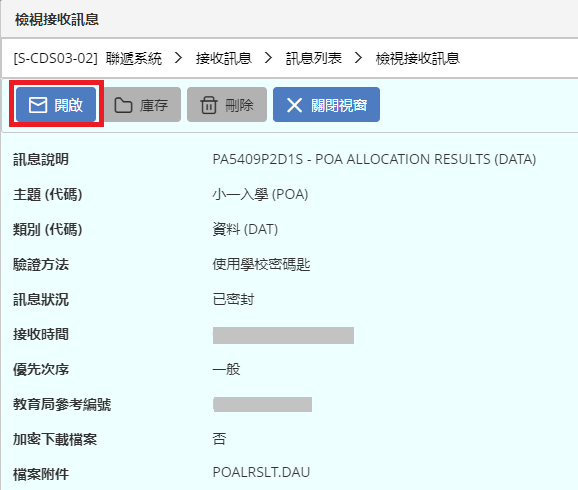 檢視接收訊息
[S-CDS03-02] 聯遞系統 > 接收訊息 > 訊息列表 > 檢視接收訊息
開啟 庫存 刪除 關閉視窗
訊息說明 PA5409P2D1S - POA ALLOCATION RESULTS (DATA)
主題 (代碼) 小一入學 (POA)
類別 (代碼) 資料 (DAT)
驗證方法 使用學校密碼匙
訊息狀況 已密封
接收時間
優先次序 一般
教育局參考編號
加密下載檔案 否
檔案附件 POALRSLT.DAU